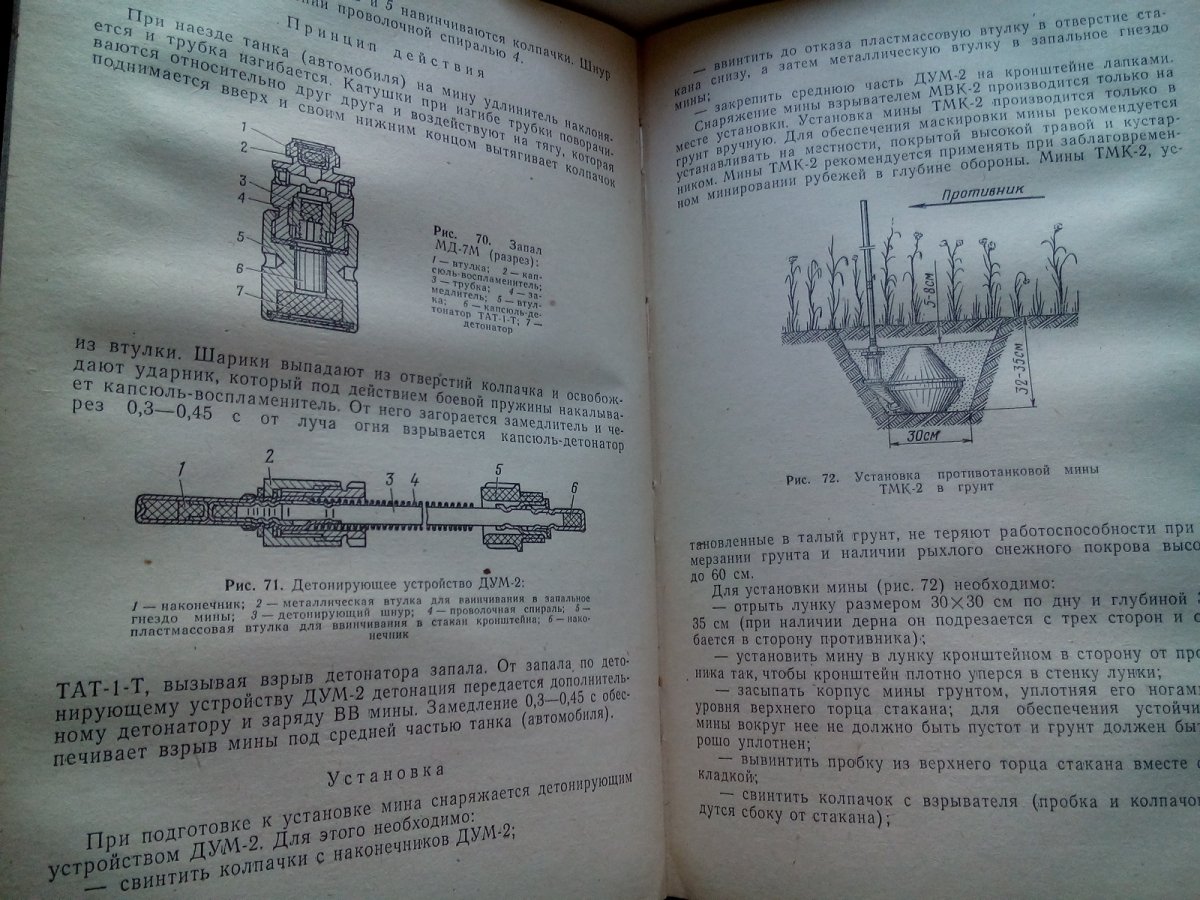 и 5 навинчиваются колпачки. Шнур
проволочной спиралью 4.
Принцип действия
При наезде танка (автомобиля) на мину удлинитель наклоня-
ется и трубка изгибается. Катушки при изгибе трубки поворачи-
ваются относительно друг друга и воздействуют на тягу, которая
поднимается вверх и своим нижним концом вытягивает колпачок
1
2
3
4
5
6
7
Рис. 70. Запал
МД-7М (разрез):
1 — втулка; 2 — кап-
сюль-воспламенитель;
3 — трубка; 4 — за-
медлитель; 5 — втул-
ка; 6 — капсюль-де-
тонатор ТАТ-1-Т; 7 —
детонатор
из втулки. Шарики выпадают из отверстий колпачка и освобож-
дают ударник, который под действием боевой пружины накалыва-
ет капсюль-воспламенитель. От него загорается замедлитель и че-
рез 0,3—0,45 с от луча огня взрывается капсюль-детонатор
1 2 3 4 5 6
Рис. 71. Детонирующее устройство ДУМ-2:
1 — наконечник; 2 — металлическая втулка для ввинчивания в запальное
гнездо мины; 3 — детонирующий шнур; 4 — проволочная спираль; 5 —
пластмассовая втулка для ввинчивания в стакан кронштейна; 6 — нако-
нечник
ТАТ-1-Т, вызывая взрыв детонатора запала. От запала по дето-
нирующему устройству ДУМ-2 детонация передается дополнитель-
ному детонатору и заряду ВВ мины. Замедление 0,3—0,45 с обес-
печивает взрыв мины под средней частью танка (автомобиля).
Установка
При подготовке к установке мина снаряжается детонирующим
устройством ДУМ-2. Для этого необходимо:
— свинтить колпачки с наконечников ДУМ-2;
— ввинтить до отказа пластмассовую втулку в отверстие ста-
кана снизу, а затем металлическую втулку в запальное гнездо
мины;
— закрепить среднюю часть ДУМ-2 на кронштейне лапками.
Снаряжение мины взрывателем МВК-2 производится только на
месте установки. Установка мины ТМК-2 производится только в
грунт вручную. Для обеспечения маскировки мины рекомендуется
устанавливать на местности, покрытой высокой травой и кустар-
ником. Мины ТМК-2 рекомендуется применять при заблаговремен-
ном минировании рубежей в глубине обороны. Мины ТМК-2, ус-
Противник
5-8см
32-35см
30см
Рис. 72. Установка противотанковой мины
ТМК-2 в грунт
тановленные в талый грунт, не теряют работоспособности при
мерзании грунта и наличии рыхлого снежного покрова высо
до 60 см.
Для установки мины (рис. 72) необходимо:
— отрыть лунку размером 30×30 см по дну и глубиной
35 см (при наличии дерна он подрезается с трех сторон и
бается в сторону противника);
— установить мину в лунку кронштейном в сторону от про
ника так, чтобы кронштейн плотно уперся в стенку лунки;
— засыпать корпус мины грунтом, уплотняя его ногами
уровня верхнего торца стакана; для обеспечения устойчи
мины вокруг нее не должно быть пустот и грунт должен быт
рошо уплотнен;
— вывинтить пробку из верхнего торца стакана вместе
кладкой;
— свинтить колпачок с взрывателя (пробка и колпачо
дутся сбоку от стакана);